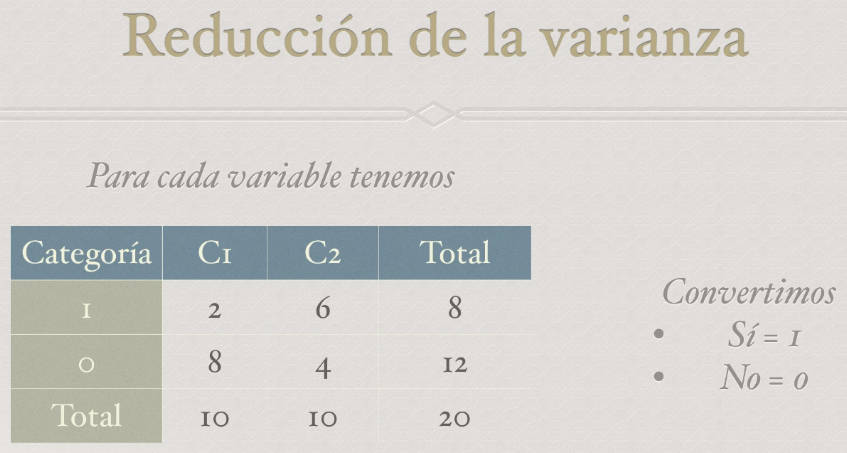 Reducción de la varianza
Para cada variable tenemos
Categoría C1 C2 Total
1 2 6 8
0 8 4 12
Total 10 10 20
Convertimos
• Sí = 1
• No = 0